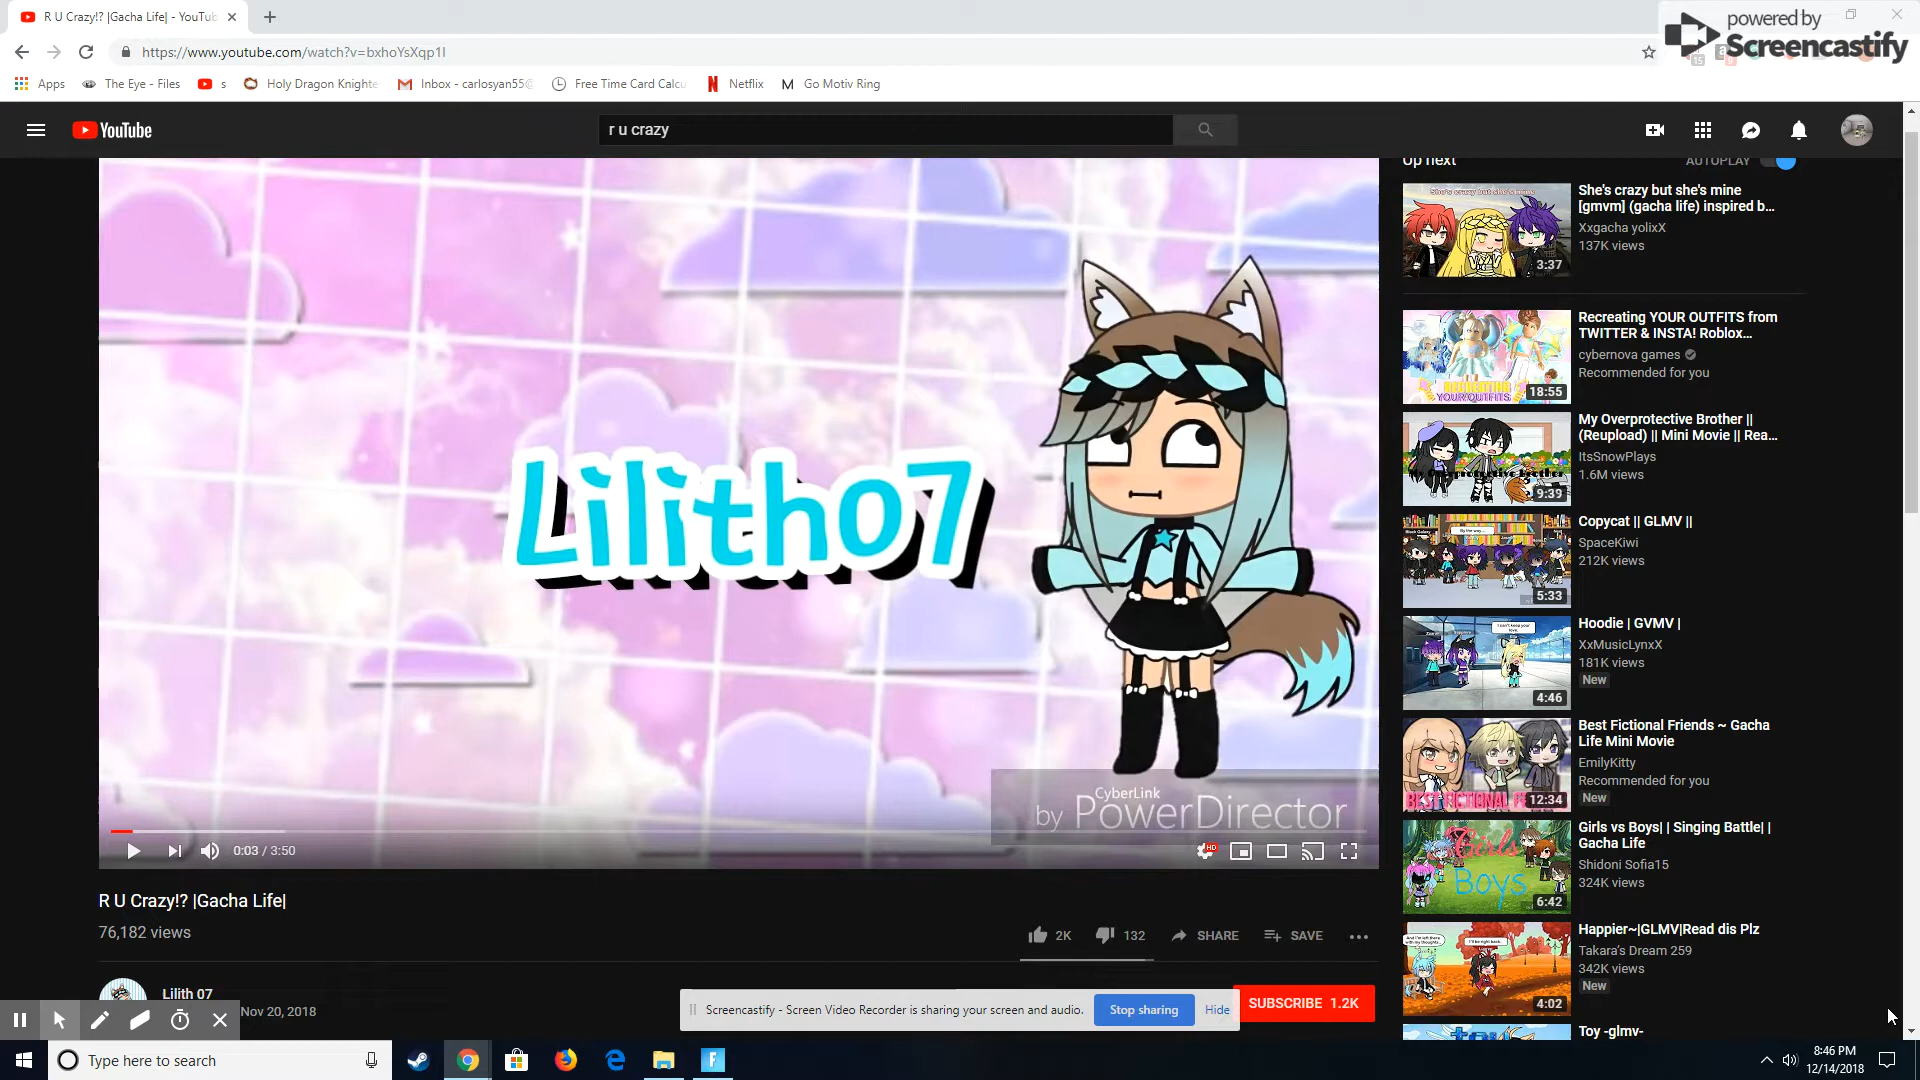 R U Crazy!? |Gacha Life| - YouTub
powered by
Screencastify
https://www.youtube.com/watch?v=bxhoYsXqp1I
Apps
The Eye - Files
s
Holy Dragon Knighte
Inbox - carlosyan55@
Free Time Card Calcu
Netflix
M Go Motiv Ring
YouTube
r u crazy
Up next
AUTOPLAY
She's crazy but she's mine
[gmvm] (gacha life) inspired b...
Xxgacha yolixX
137K views
3:37
Recreating YOUR OUTFITS from
TWITTER & INSTA! Roblox...
cybernova games
Recommended for you
RECREATING
YOUR OUTFITS
18:55
My Overprotective Brother ||
(Reupload) || Mini Movie || Rea...
ItsSnowPlays
1.6M views
9:39
Copycat || GLMV ||
SpaceKiwi
212K views
5:33
Hoodie | GVMV |
XxMusicLynxX
181K views
New
4:46
Best Fictional Friends ~ Gacha
Life Mini Movie
EmilyKitty
Recommended for you
New
12:34
Girls vs Boys| | Singing Battle| |
Gacha Life
Shidoni Sofia15
324K views
Girls
Boys
6:42
Happier~|GLMV|Read dis Plz
Takara's Dream 259
342K views
New
4:02
Toy -glmv-
Lilith07
CyberLink
by PowerDirector
0:03 / 3:50
HD
R U Crazy!? |Gacha Life|
76,182 views
2K
132
SHARE
SAVE
Lilith 07
Nov 20, 2018
Screencastify - Screen Video Recorder is sharing your screen and audio.
Stop sharing
Hide
SUBSCRIBE 1.2K
Type here to search
8:46 PM
12/14/2018